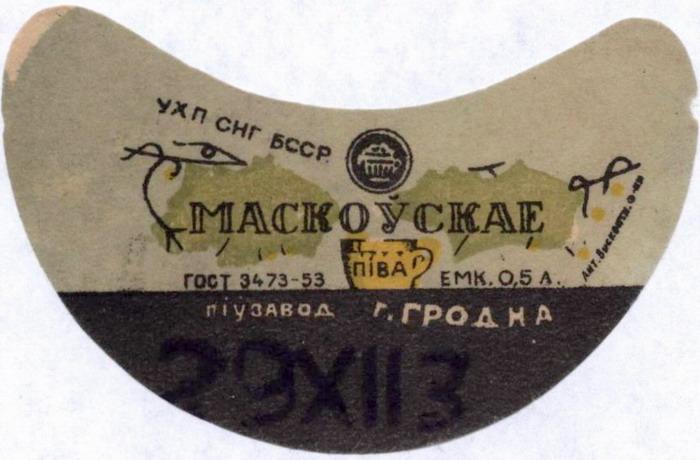 УХП СНГ БССР
МАСКОЎСКАЕ
ПІВА
ГОСТ 3473-53
ЕМК. 0,5 Л.
ПІЎЗАВОД г. ГРОДНА
29XII3